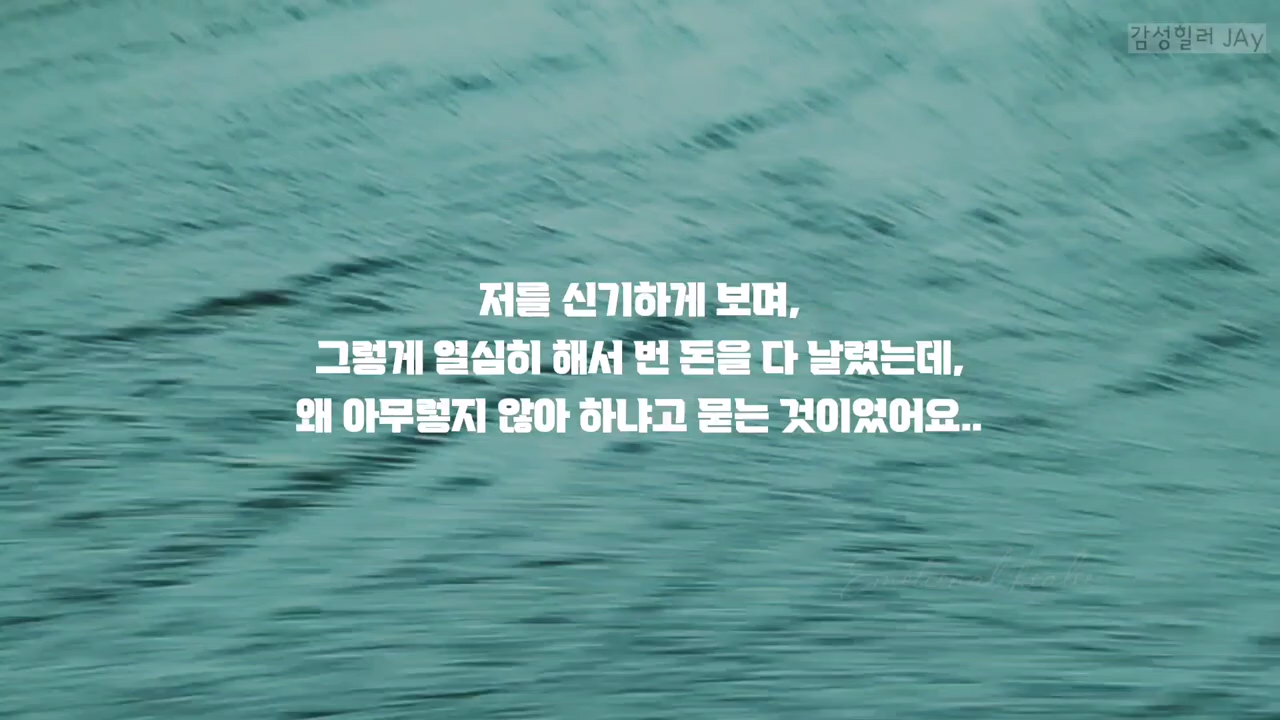 감성힐러 JAy
저를 신기하게 보며,
그렇게 열심히 해서 번 돈을 다 날렸는데,
왜 아무렇지 않아 하냐고 묻는 것이었어요..